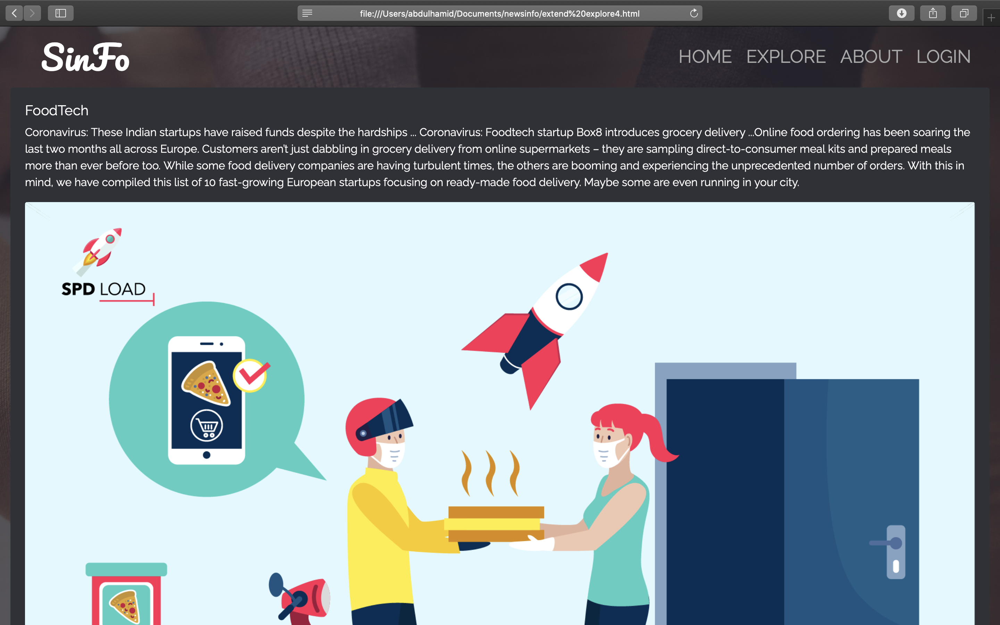 file:///Users/abdulhamid/Documents/newsinfo/extend%20explore4.html
SinFo
HOME EXPLORE ABOUT LOGIN
FoodTech
Coronavirus: These Indian startups have raised funds despite the hardships ... Coronavirus: Foodtech startup Box8 introduces grocery delivery ...Online food ordering has been soaring the
last two months all across Europe. Customers aren't just dabbling in grocery delivery from online supermarkets – they are sampling direct-to-consumer meal kits and prepared meals
more than ever before too. While some food delivery companies are having turbulent times, the others are booming and experiencing the unprecedented number of orders. With this in
mind, we have compiled this list of 10 fast-growing European startups focusing on ready-made food delivery. Maybe some are even running in your city.
SPD LOAD